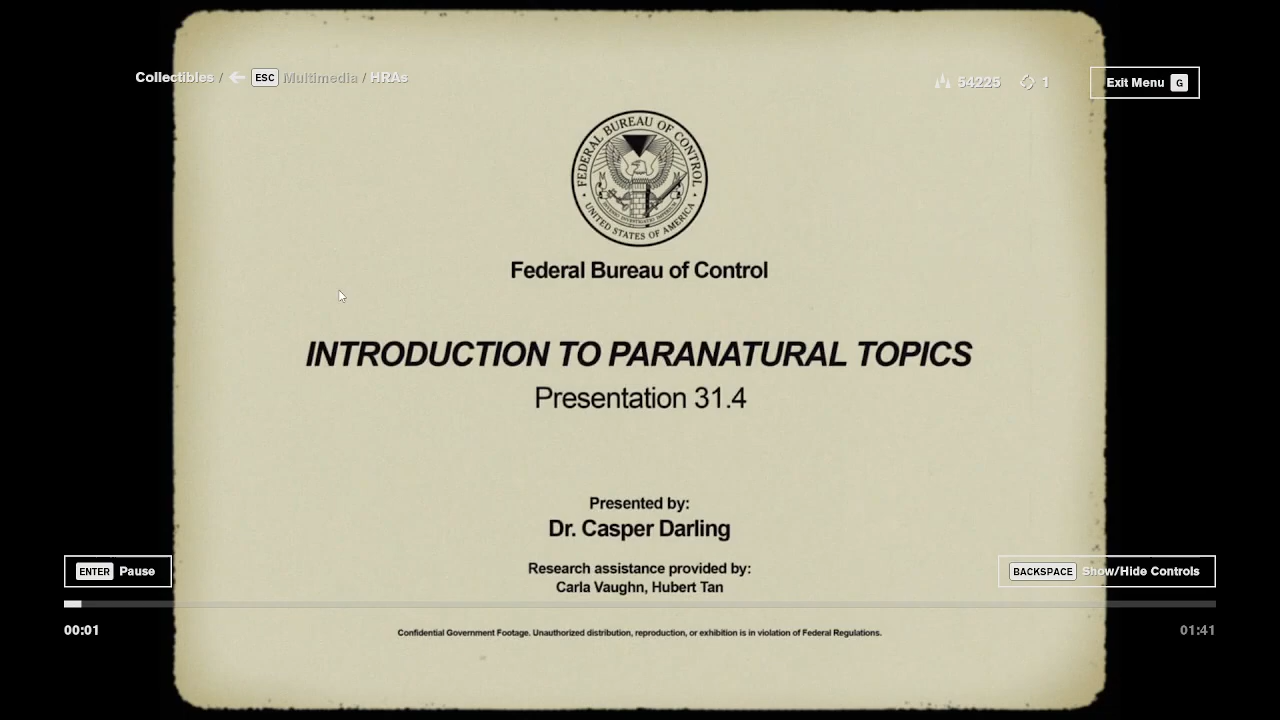 Collectibles / ← ESC Multimedia / HRAs
54225 1
Exit Menu G
FEDERAL BUREAU OF CONTROL
UNITED STATES OF AMERICA
Federal Bureau of Control
INTRODUCTION TO PARANATURAL TOPICS
Presentation 31.4
Presented by:
Dr. Casper Darling
Research assistance provided by:
Carla Vaughn, Hubert Tan
ENTER Pause
BACKSPACE Show/Hide Controls
00:01
01:41
Confidential Government Footage. Unauthorized distribution, reproduction, or exhibition is in violation of Federal Regulations.